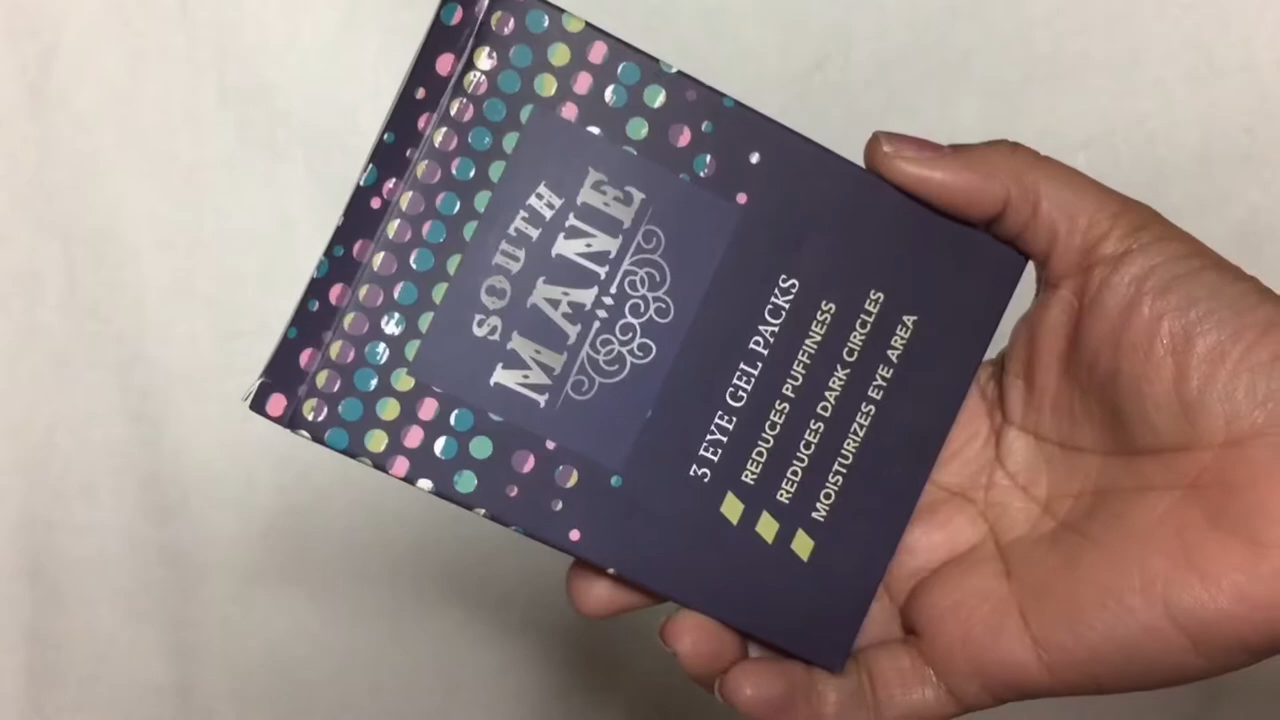 SOUTH
MANE
3 EYE GEL PACKS
REDUCES PUFFINESS
REDUCES DARK CIRCLES
MOISTURIZES EYE AREA